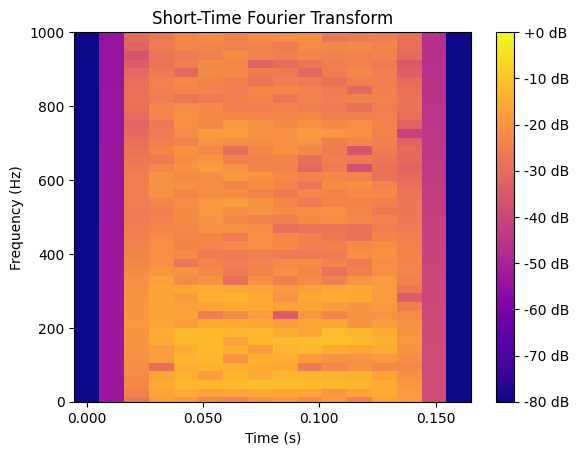 Short-Time Fourier Transform
1000
800
600
400
200
0
Frequency (Hz)
0.000
0.050
0.100
0.150
Time (s)
+0 dB
-10 dB
-20 dB
-30 dB
-40 dB
-50 dB
-60 dB
-70 dB
-80 dB